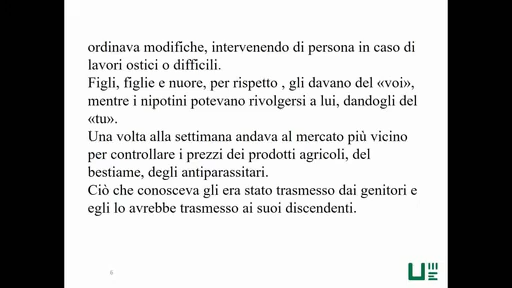 ordinava modifiche, intervenendo di persona in caso di
lavori ostici o difficili.
Figli, figlie e nuore, per rispetto , gli davano del «voi»,
mentre i nipotini potevano rivolgersi a lui, dandogli del
«tu».
Una volta alla settimana andava al mercato più vicino
per controllare i prezzi dei prodotti agricoli, del
bestiame, degli antiparassitari.
Ciò che conosceva gli era stato trasmesso dai genitori e
egli lo avrebbe trasmesso ai suoi discendenti.
6